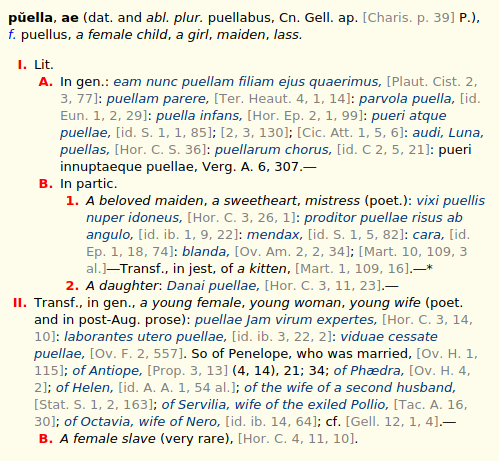 pŭella, ae (dat. and abl. plur. puellabus, Cn. Gell. ap. [Charis. p. 39] P.),
f. puellus, a female child, a girl, maiden, lass.
I. Lit.
A. In gen.: eam nunc puellam filiam ejus quaerimus, [Plaut. Cist. 2,
3, 77]: puellam parere, [Ter. Heaut. 4, 1, 14]: parvola puella, [id.
Eun. 1, 2, 29]: puella infans, [Hor. Ep. 2, 1, 99]: pueri atque
puellae, [id. S. 1, 1, 85]; [2, 3, 130]; [Cic. Att. 1, 5, 6]: audi, Luna,
puellas, [Hor. C. S. 36]: puellarum chorus, [id. C 2, 5, 21]: pueri
innuptaeque puellae, Verg. A. 6, 307.—
B. In partic.
1. A beloved maiden, a sweetheart, mistress (poet.): vixi puellis
nuper idoneus, [Hor. C. 3, 26, 1]: proditor puellae risus ab
angulo, [id. ib. 1, 9, 22]: mendax, [id. S. 1, 5, 82]: cara, [id.
Ep. 1, 18, 74]: blanda, [Ov. Am. 2, 2, 34]; [Mart. 10, 109, 3
al.]—Transf., in jest, of a kitten, [Mart. 1, 109, 16].—*
2. A daughter: Danai puellae, [Hor. C. 3, 11, 23].—
II. Transf., in gen., a young female, young woman, young wife (poet.
and in post-Aug. prose): puellae Jam virum expertes, [Hor. C. 3, 14,
10]: laborantes utero puellae, [id. ib. 3, 22, 2]: viduae cessate
puellae, [Ov. F. 2, 557]. So of Penelope, who was married, [Ov. H. 1,
115]; of Antiope, [Prop. 3, 13] (4, 14), 21; 34; of Phædra, [Ov. H. 4,
2]; of Helen, [id. A. A. 1, 54 al.]; of the wife of a second husband,
[Stat. S. 1, 2, 163]; of Servilia, wife of the exiled Pollio, [Tac. A. 16,
30]; of Octavia, wife of Nero, [id. ib. 14, 64]; cf. [Gell. 12, 1, 4].—
B. A female slave (very rare), [Hor. C. 4, 11, 10].